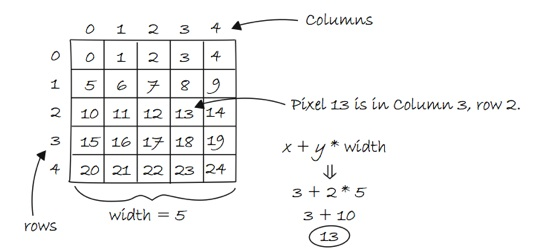 0 1 2 3 4 Columns
0 0 1 2 3 4
1 5 6 7 8 9
2 10 11 12 13 14
Pixel 13 is in Column 3, row 2.
3 15 16 17 18 19
4 20 21 22 23 24
rows
width = 5
x + y * width
⇓
3 + 2 * 5
3 + 10
13